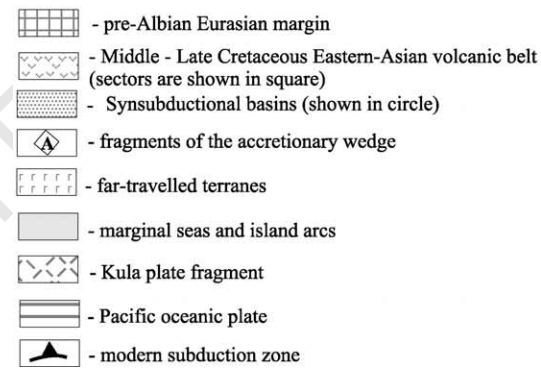 - pre-Albian Eurasian margin
- Middle - Late Cretaceous Eastern-Asian volcanic belt
(sectors are shown in square)
- Synsubductional basins (shown in circle)
A - fragments of the accretionary wedge
- far-travelled terranes
- marginal seas and island arcs
- Kula plate fragment
- Pacific oceanic plate
- modern subduction zone